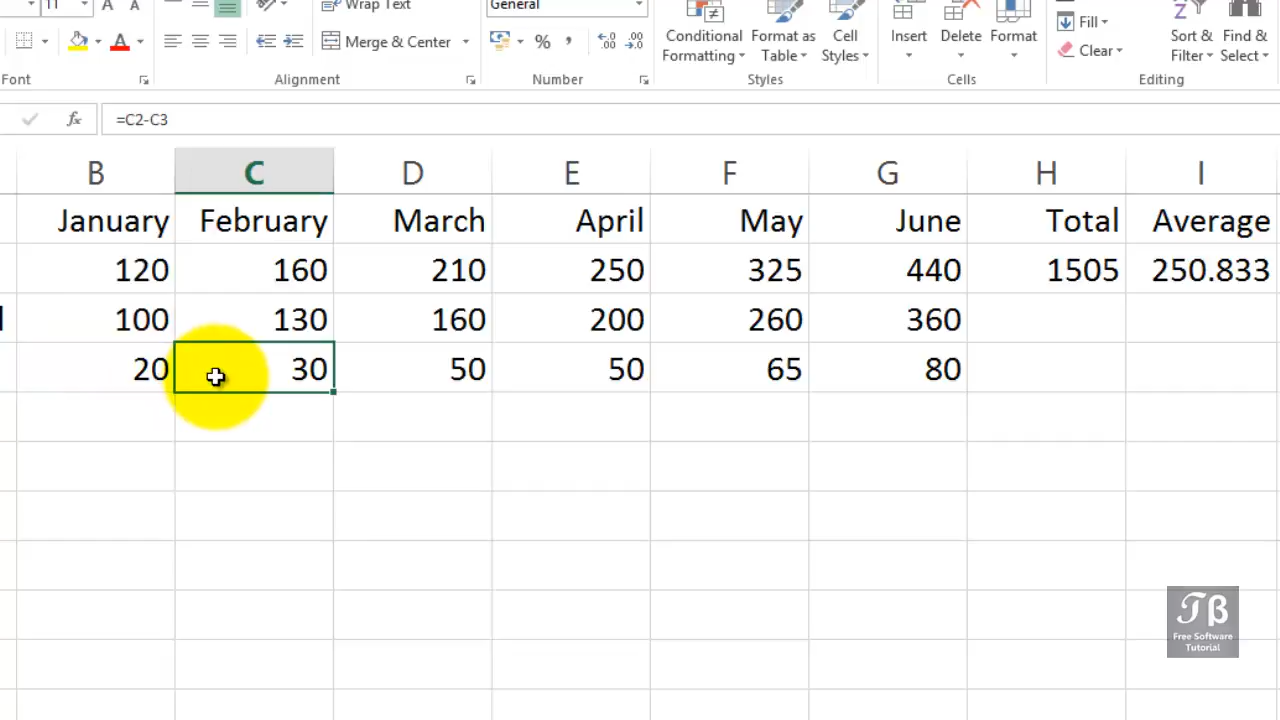 11 A A Wrap Text General
Conditional Format as Cell Insert Delete Format Fill Sort & Find &
A Merge & Center % , Formatting Table Styles Clear Filter Select
Font Alignment Number Styles Cells Editing
fx =C2-C3
B C D E F G H I
January February March April May June Total Average
120 160 210 250 325 440 1505 250.833
100 130 160 200 260 360
20 30 50 50 65 80
Tβ
Free Software
Tutorial